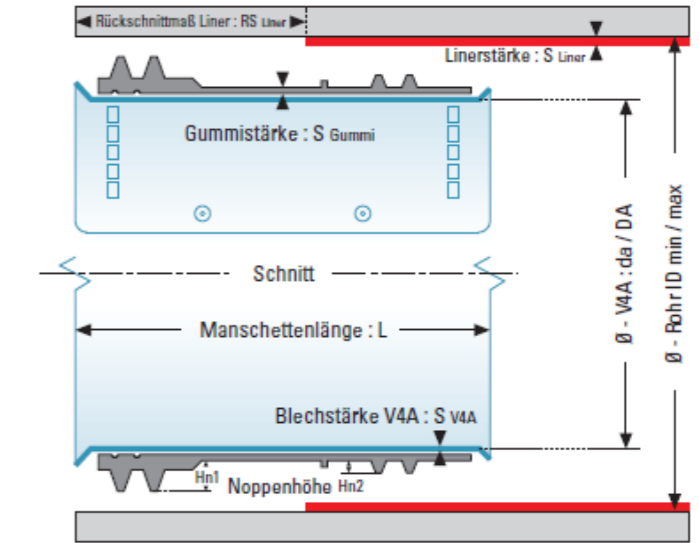 Rückschnittmaß Liner : RS Liner
Linerstärke : S Liner
Gummistärke : S Gummi
Ø - V4A : da / DA
Ø - Rohr ID min / max
Schnitt
Manschettenlänge : L
Blechstärke V4A : S V4A
Hn1 Noppenhöhe Hn2